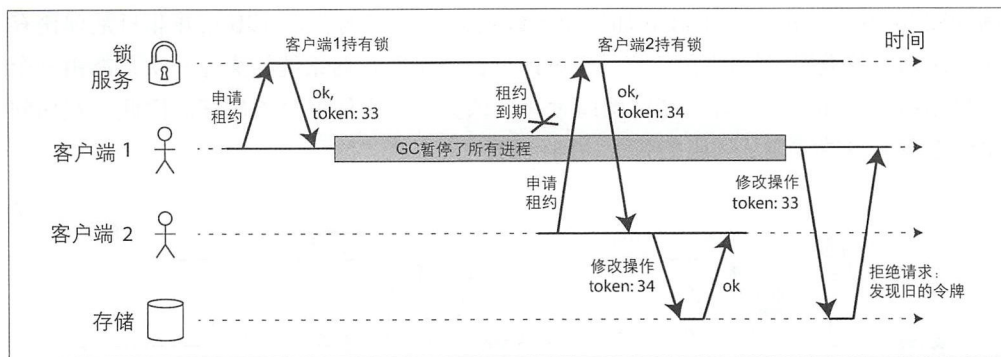 客户端1持有锁
客户端2持有锁
时间
锁
服务
申请
租约
ok,
token: 33
租约
到期
ok,
token: 34
客户端 1
GC暂停了所有进程
申请
租约
修改操作
token: 33
客户端 2
修改操作
token: 34
ok
拒绝请求：
发现旧的令牌
存储